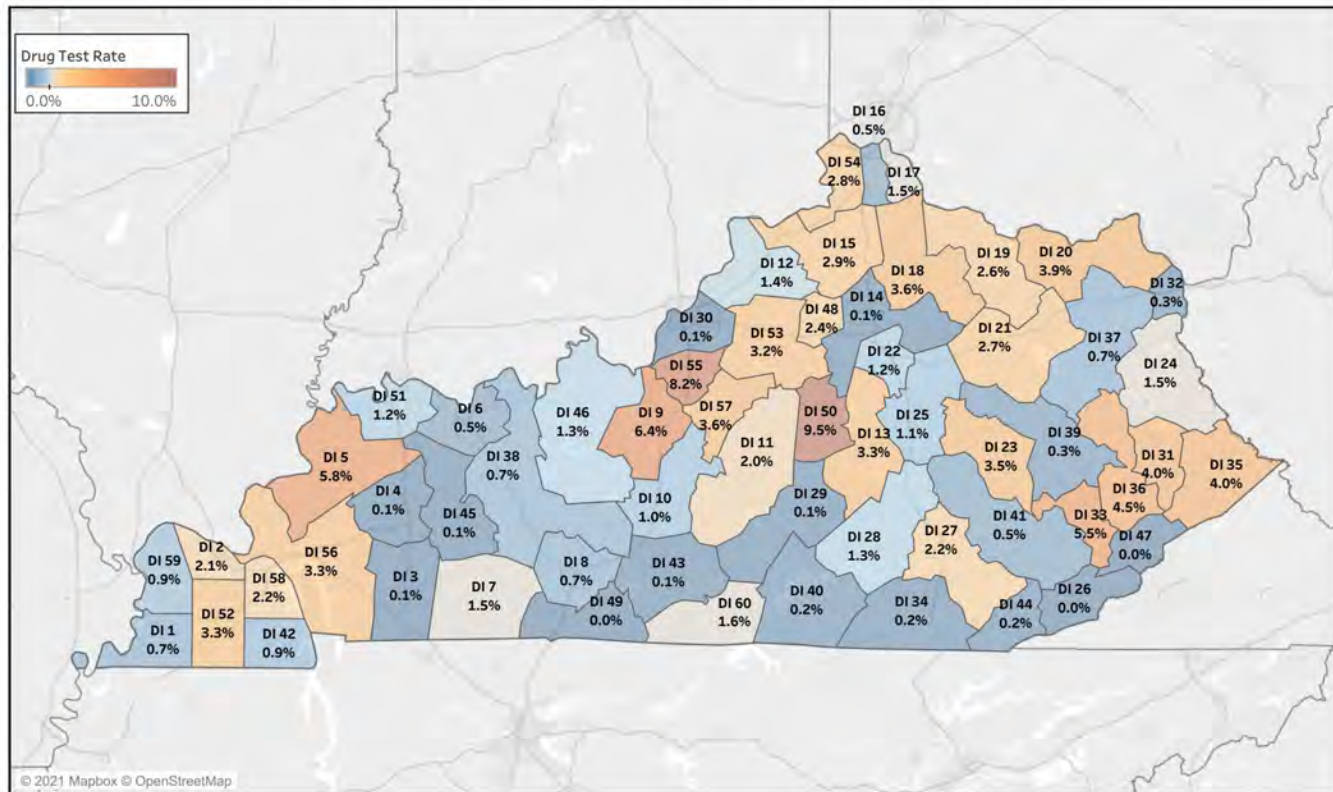 Drug Test Rate
0.0%
10.0%
DI 16
0.5%
DI 54
2.8%
DI 17
1.5%
DI 15
2.9%
DI 19
2.6%
DI 20
3.9%
DI 12
1.4%
DI 18
3.6%
DI 32
0.3%
DI 14
0.1%
DI 48
2.4%
DI 30
0.1%
DI 53
3.2%
DI 21
2.7%
DI 37
0.7%
DI 22
1.2%
DI 24
1.5%
DI 55
8.2%
DI 51
1.2%
DI 6
0.5%
DI 46
1.3%
DI 9
6.4%
DI 57
3.6%
DI 50
9.5%
DI 25
1.1%
DI 11
2.0%
DI 13
3.3%
DI 39
0.3%
DI 5
5.8%
DI 38
0.7%
DI 23
3.5%
DI 31
4.0%
DI 35
4.0%
DI 4
0.1%
DI 10
1.0%
DI 29
0.1%
DI 36
4.5%
DI 45
0.1%
DI 41
0.5%
DI 33
5.5%
DI 28
1.3%
DI 27
2.2%
DI 47
0.0%
DI 2
2.1%
DI 59
0.9%
DI 56
3.3%
DI 8
0.7%
DI 43
0.1%
DI 58
2.2%
DI 3
0.1%
DI 7
1.5%
DI 40
0.2%
DI 26
0.0%
DI 49
0.0%
DI 60
1.6%
DI 34
0.2%
DI 44
0.2%
DI 52
3.3%
DI 1
0.7%
DI 42
0.9%
© 2021 Mapbox © OpenStreetMap